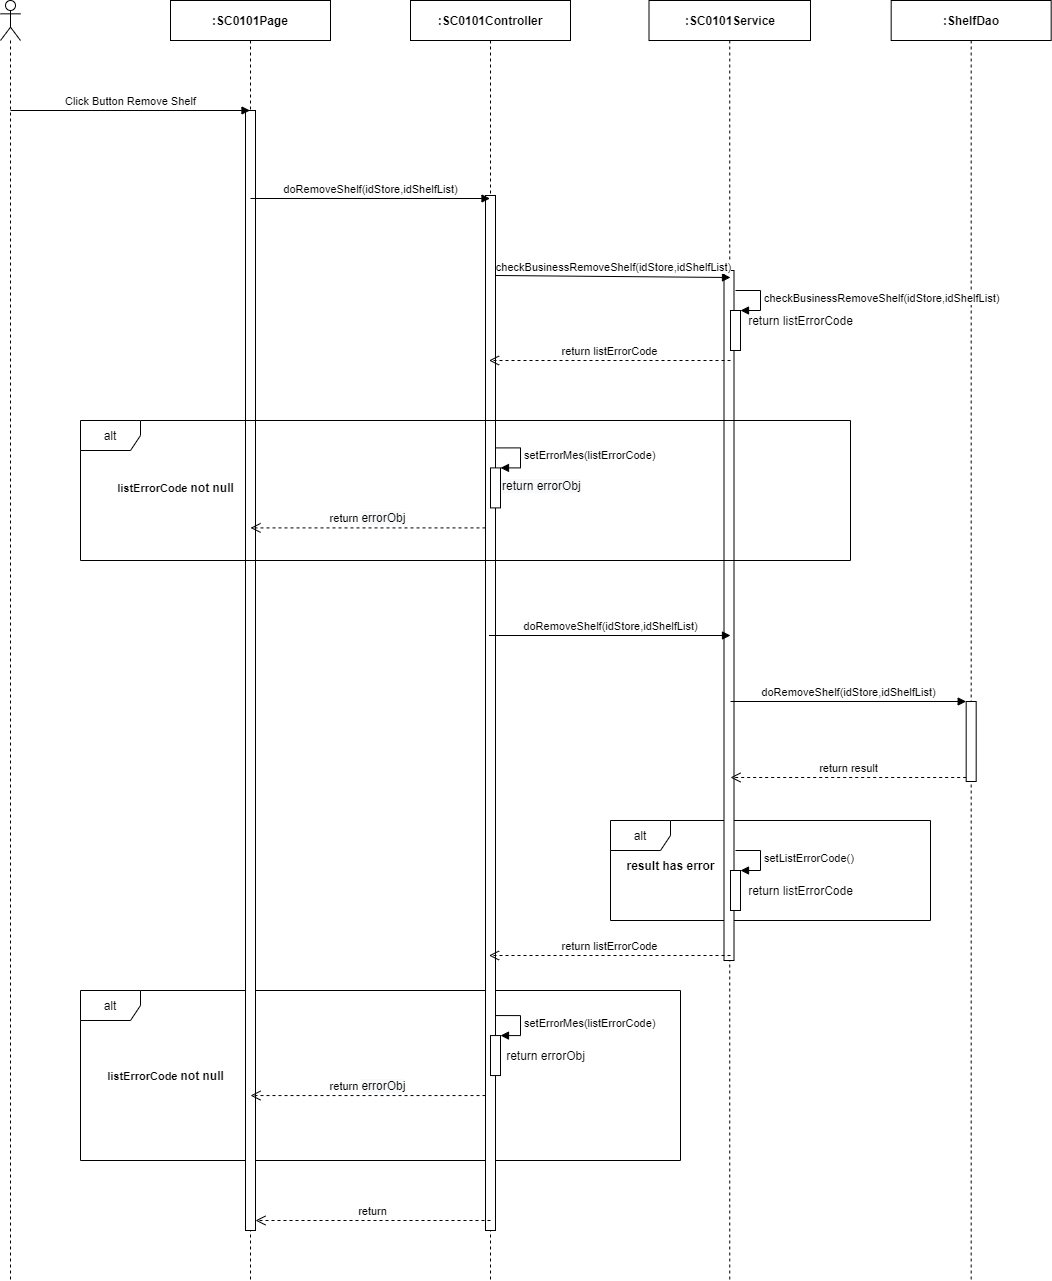 :SC0101Page
:SC0101Controller
:SC0101Service
:ShelfDao
Click Button Remove Shelf
doRemoveShelf(idStore,idShelfList)
checkBusinessRemoveShelf(idStore,idShelfList)
checkBusinessRemoveShelf(idStore,idShelfList)
return listErrorCode
return listErrorCode
alt
setErrorMes(listErrorCode)
return errorObj
listErrorCode not null
return errorObj
doRemoveShelf(idStore,idShelfList)
doRemoveShelf(idStore,idShelfList)
return result
alt
setListErrorCode()
result has error
return listErrorCode
return listErrorCode
alt
setErrorMes(listErrorCode)
return errorObj
listErrorCode not null
return errorObj
return